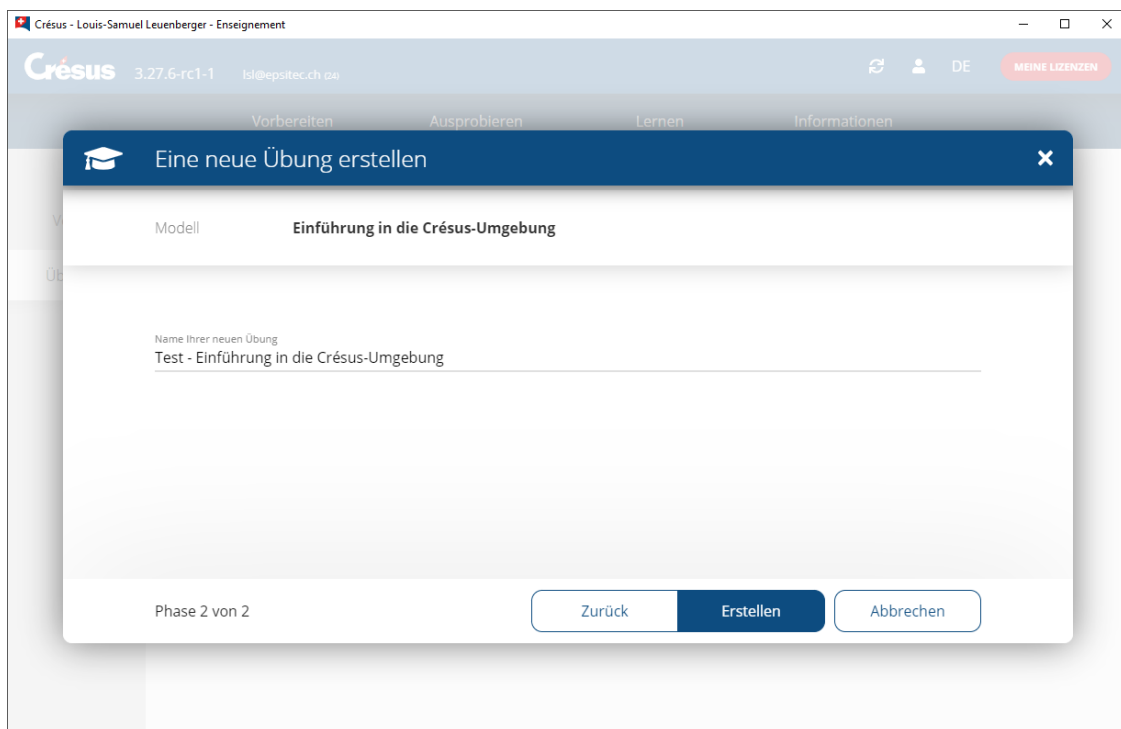 Crésus - Louis-Samuel Leuenberger - Enseignement
Crésus 3.27.6-rc1-1 lsl@epsitec.ch (24) DE MEINE LIZENZEN
Vorbereiten Ausprobieren Lernen Informationen
Eine neue Übung erstellen
Modell Einführung in die Crésus-Umgebung
Name Ihrer neuen Übung
Test - Einführung in die Crésus-Umgebung
Phase 2 von 2 Zurück Erstellen Abbrechen